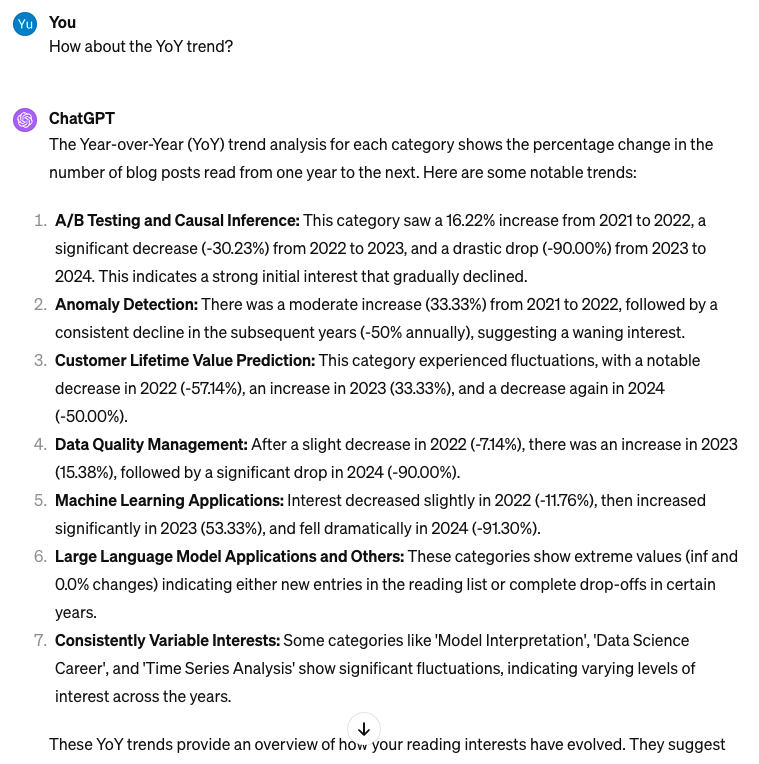 Yu You
How about the YoY trend?
ChatGPT
The Year-over-Year (YoY) trend analysis for each category shows the percentage change in the
number of blog posts read from one year to the next. Here are some notable trends:
1. A/B Testing and Causal Inference: This category saw a 16.22% increase from 2021 to 2022, a
significant decrease (-30.23%) from 2022 to 2023, and a drastic drop (-90.00%) from 2023 to
2024. This indicates a strong initial interest that gradually declined.
2. Anomaly Detection: There was a moderate increase (33.33%) from 2021 to 2022, followed by a
consistent decline in the subsequent years (-50% annually), suggesting a waning interest.
3. Customer Lifetime Value Prediction: This category experienced fluctuations, with a notable
decrease in 2022 (-57.14%), an increase in 2023 (33.33%), and a decrease again in 2024
(-50.00%).
4. Data Quality Management: After a slight decrease in 2022 (-7.14%), there was an increase in 2023
(15.38%), followed by a significant drop in 2024 (-90.00%).
5. Machine Learning Applications: Interest decreased slightly in 2022 (-11.76%), then increased
significantly in 2023 (53.33%), and fell dramatically in 2024 (-91.30%).
6. Large Language Model Applications and Others: These categories show extreme values (inf and
0.0% changes) indicating either new entries in the reading list or complete drop-offs in certain
years.
7. Consistently Variable Interests: Some categories like 'Model Interpretation', 'Data Science
Career', and 'Time Series Analysis' show significant fluctuations, indicating varying levels of
interest across the years.
These YoY trends provide an overview of how your reading interests have evolved. They suggest